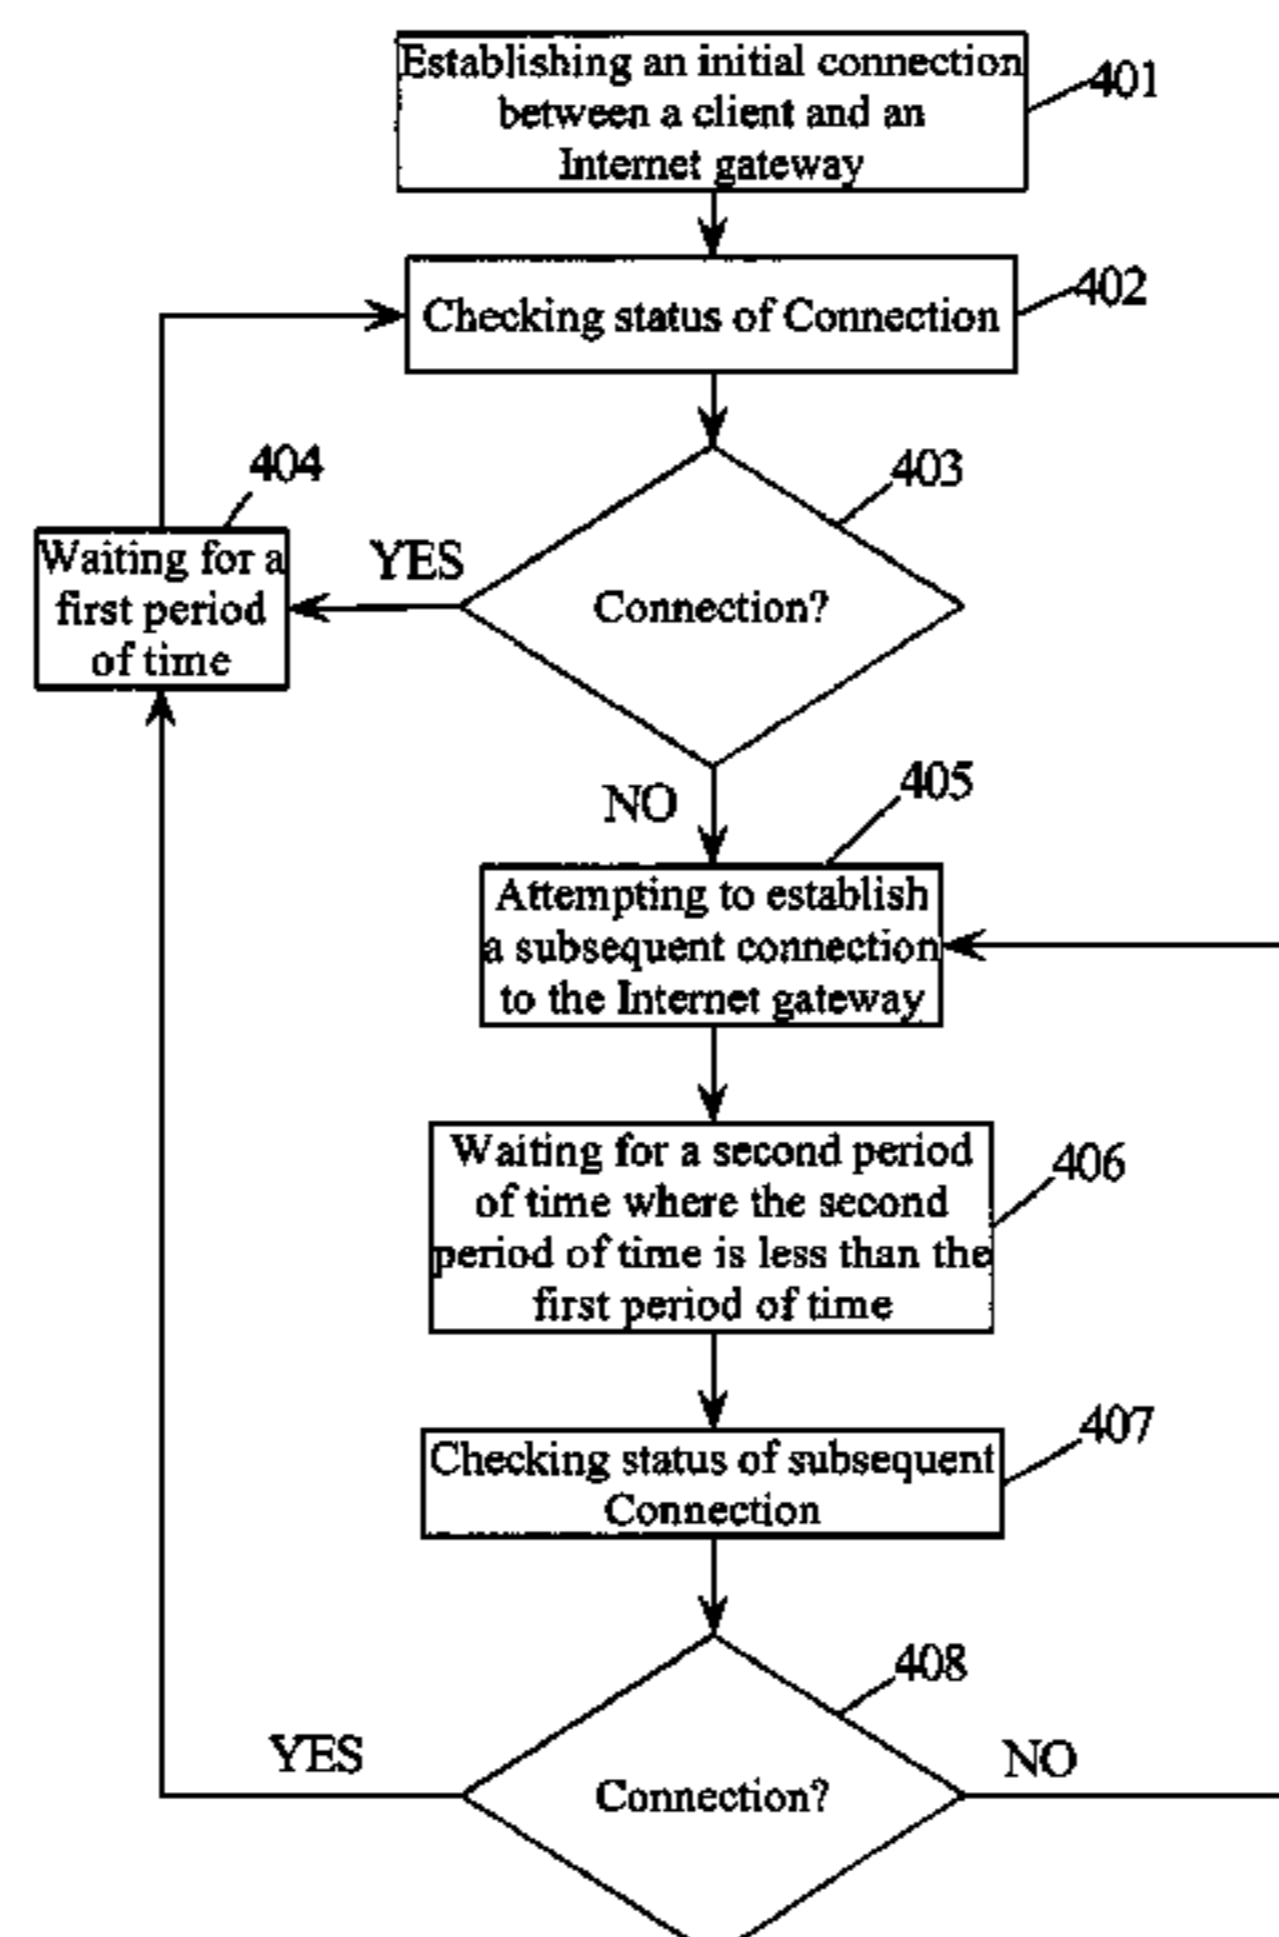 Establishing an initial connection
between a client and an
Internet gateway
401
Checking status of Connection
402
403
404
Waiting for a
first period
of time
YES
Connection?
NO
405
Attempting to establish
a subsequent connection
to the Internet gateway
Waiting for a second period
of time where the second
period of time is less than the
first period of time
406
Checking status of subsequent
Connection
407
408
YES
Connection?
NO